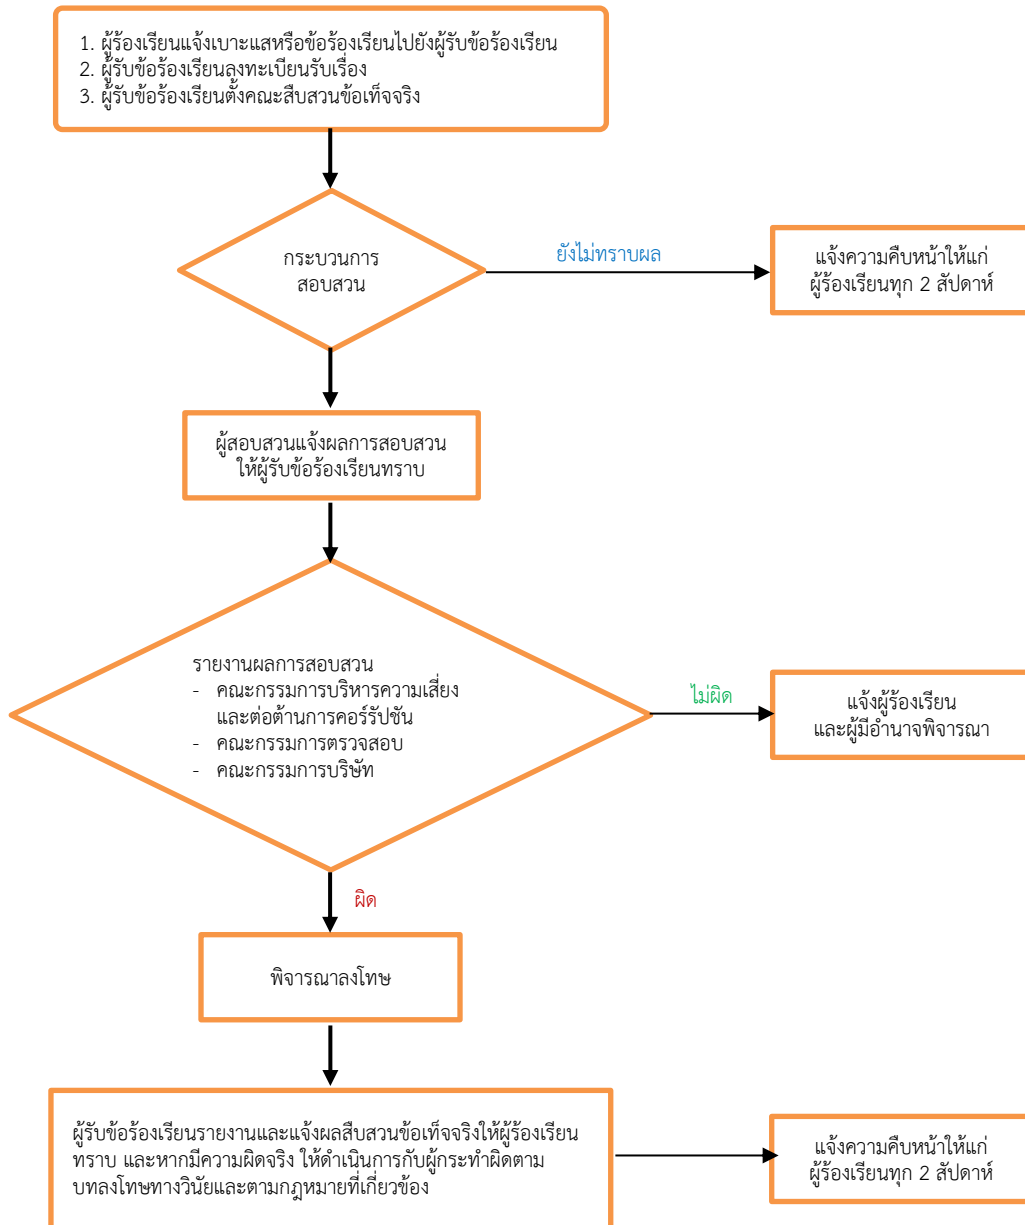 1. ผู้ร้องเรียนแจ้งเบาะแสหรือข้อร้องเรียนไปยังผู้รับข้อร้องเรียน
2. ผู้รับข้อร้องเรียนลงทะเบียนรับเรื่อง
3. ผู้รับข้อร้องเรียนตั้งคณะสืบสวนข้อเท็จจริง
กระบวนการ
สอบสวน
ยังไม่ทราบผล
แจ้งความคืบหน้าให้แก่
ผู้ร้องเรียนทุก 2 สัปดาห์
ผู้สอบสวนแจ้งผลการสอบสวน
ให้ผู้รับข้อร้องเรียนทราบ
รายงานผลการสอบสวน
- คณะกรรมการบริหารความเสี่ยง
และต่อต้านการคอร์รัปชัน
- คณะกรรมการตรวจสอบ
- คณะกรรมการบริษัท
ไม่ผิด
แจ้งผู้ร้องเรียน
และผู้มีอำนาจพิจารณา
ผิด
พิจารณาลงโทษ
ผู้รับข้อร้องเรียนรายงานและแจ้งผลสืบสวนข้อเท็จจริงให้ผู้ร้องเรียน
ทราบ และหากมีความผิดจริง ให้ดำเนินการกับผู้กระทำผิดตาม
บทลงโทษทางวินัยและตามกฎหมายที่เกี่ยวข้อง
แจ้งความคืบหน้าให้แก่
ผู้ร้องเรียนทุก 2 สัปดาห์